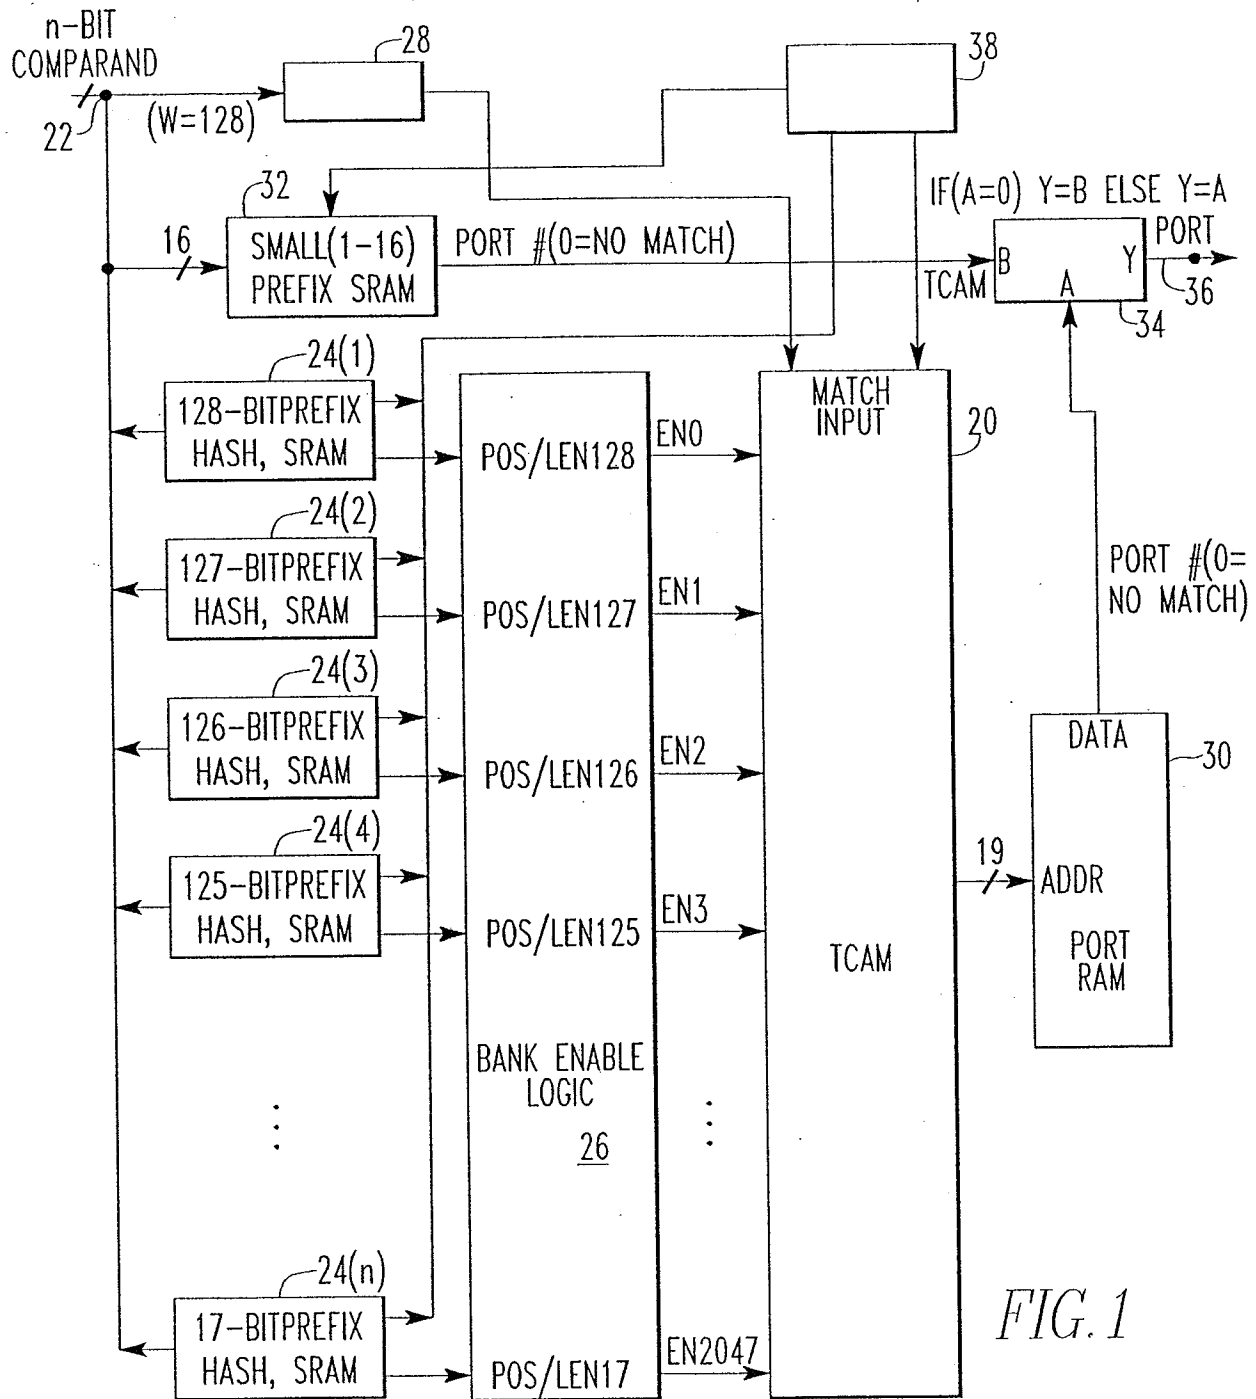 n-BIT
COMPARAND
22
(W=128)
28
38
32
16
SMALL(1-16)
PREFIX SRAM
PORT #(0=NO MATCH)
IF(A=0) Y=B ELSE Y=A
TCAM
B
A
Y
PORT
36
34
24(1)
128-BITPREFIX
HASH, SRAM
24(2)
127-BITPREFIX
HASH, SRAM
24(3)
126-BITPREFIX
HASH, SRAM
24(4)
125-BITPREFIX
HASH, SRAM
24(n)
17-BITPREFIX
HASH, SRAM
POS/LEN128
POS/LEN127
POS/LEN126
POS/LEN125
BANK ENABLE
LOGIC
26
POS/LEN17
EN0
EN1
EN2
EN3
EN2047
MATCH
INPUT
20
TCAM
19
PORT #(0=
NO MATCH)
DATA
30
ADDR
PORT
RAM
FIG. 1